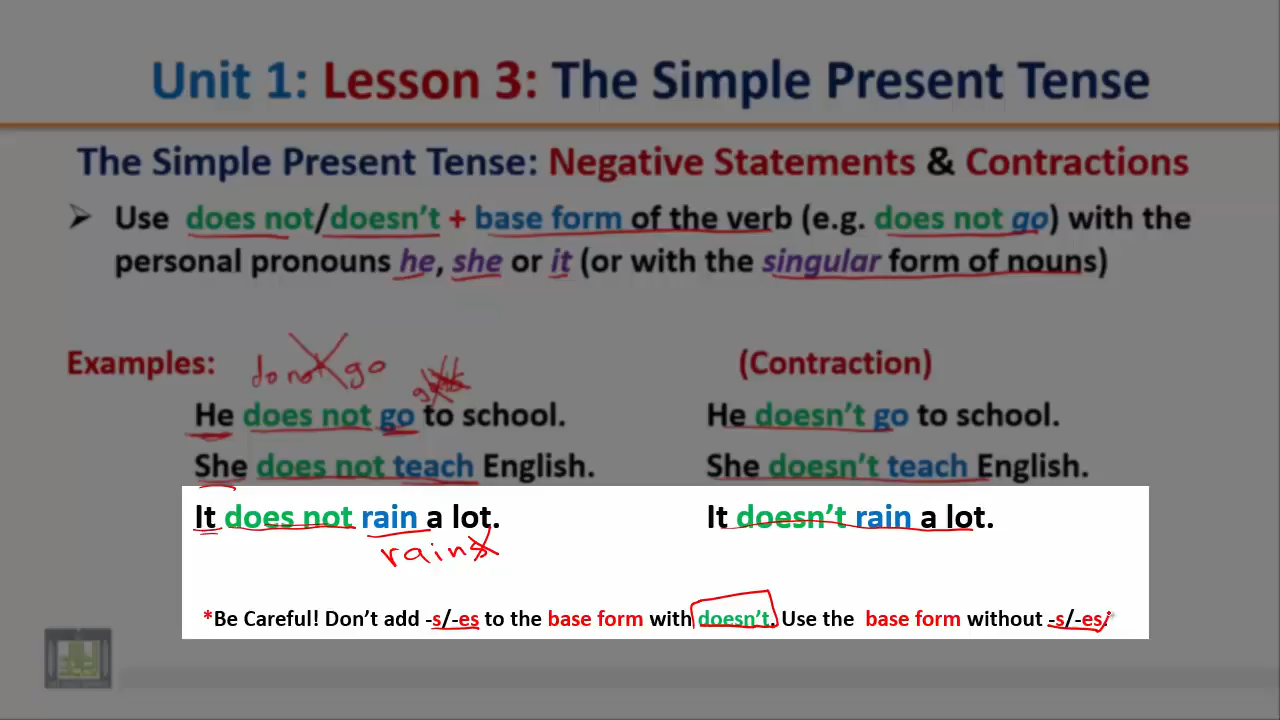 Unit 1: Lesson 3: The Simple Present Tense
The Simple Present Tense: Negative Statements & Contractions
➢ Use does not/doesn't + base form of the verb (e.g. does not go) with the
personal pronouns he, she or it (or with the singular form of nouns)
Examples:
(Contraction)
do not go
He does not go to school.
He doesn't go to school.
She does not teach English.
She doesn't teach English.
It does not rain a lot.
It doesn't rain a lot.
rains
*Be Careful! Don't add -s/-es to the base form with doesn't. Use the base form without -s/-es